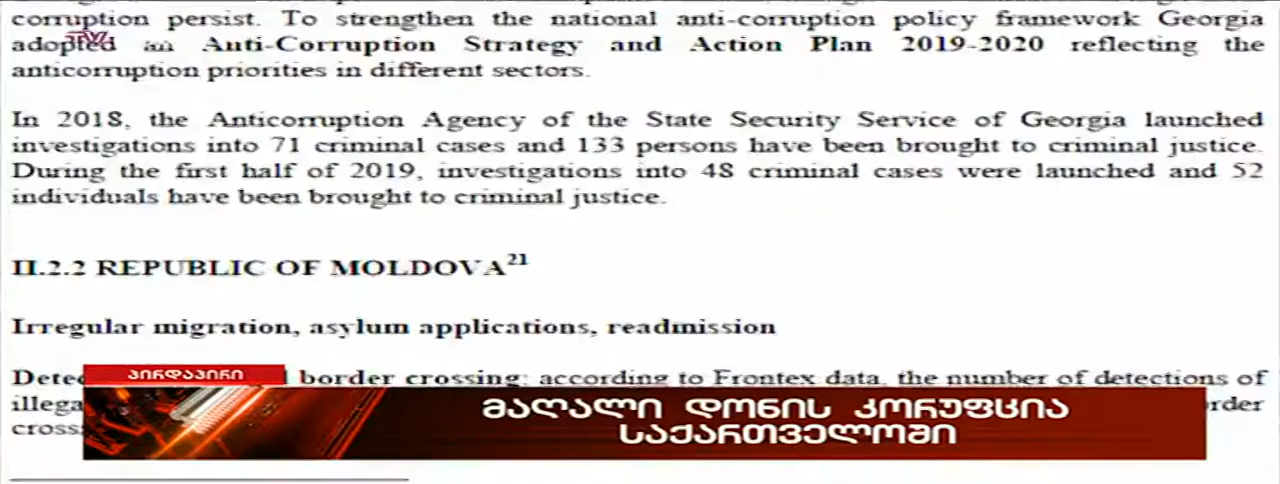 corruption persist. To strengthen the national anti-corruption policy framework Georgia
adopted an Anti-Corruption Strategy and Action Plan 2019-2020 reflecting the
anticorruption priorities in different sectors.
In 2018, the Anticorruption Agency of the State Security Service of Georgia launched
investigations into 71 criminal cases and 133 persons have been brought to criminal justice.
During the first half of 2019, investigations into 48 criminal cases were launched and 52
individuals have been brought to criminal justice.
II.2.2 REPUBLIC OF MOLDOVA21
Irregular migration, asylum applications, readmission
border crossing: according to Frontex data, the number of detections of
პირდაპირი
მაღალი დონის კორუფცია
საქართველოში